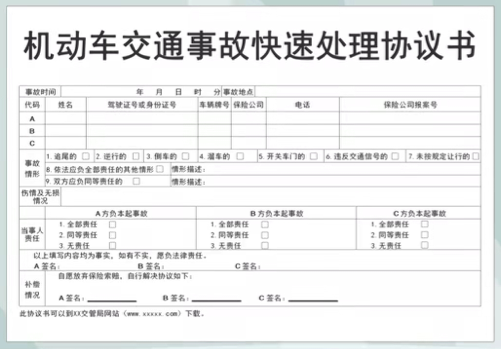 机动车交通事故快速处理协议书
事故时间 年 月 日 时 分 事故地点
代码 姓名 驾驶证号或身份证号 车辆牌号 保险公司 电话 保险公司报案号
A
B
C
事故情形 1. 追尾的 □ 2. 逆行的 □ 3. 倒车的 □ 4. 溜车的 □ 5. 开关车门的 □ 6. 违反交通信号的 □ 7. 未按规定让行的 □
8. 依法应负全部责任的其他情形 □ 情形描述:
9. 双方应负同等责任的 □ 情形描述:
伤情及无损情况
当事人责任 A方负本起事故 B方负本起事故 C方负本起事故
1. 全部责任 □ 1. 全部责任 □ 1. 全部责任 □
2. 同等责任 □ 2. 同等责任 □ 2. 同等责任 □
3. 无责任 □ 3. 无责任 □ 3. 无责任 □
以上填写内容均为事实，如有不实，愿负法律责任。
A 签名: B 签名: C 签名:
补偿情况 自愿放弃保险索赔，自行解决协议如下:
A 签名: B 签名: C 签名:
此协议书可以到XX交管局网站（www.xxxxx.com）下载。